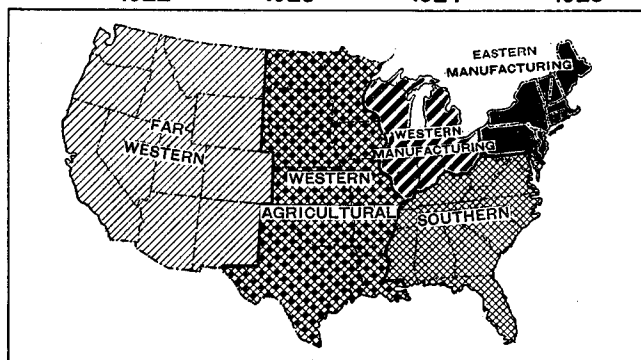 EASTERN
MANUFACTURING
FAR
WESTERN
WESTERN
MANUFACTURING
WESTERN
AGRICULTURAL
SOUTHERN